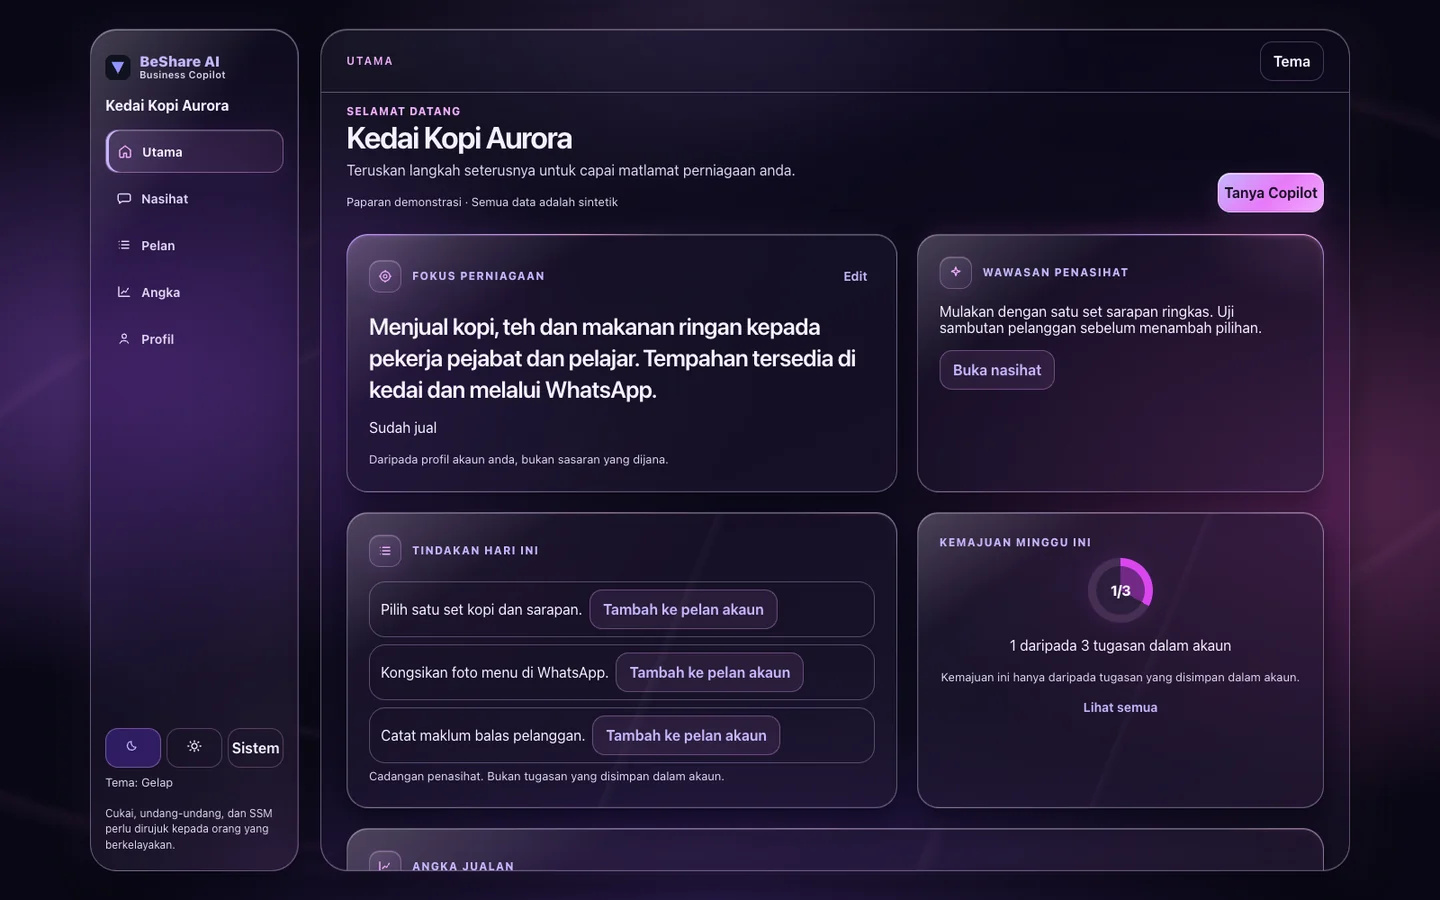 BeShare AI
Business Copilot
Kedai Kopi Aurora
Utama
Nasihat
Pelan
Angka
Profil
Sistem
Tema: Gelap
Cukai, undang-undang, dan SSM
perlu dirujuk kepada orang yang
berkelayakan.
UTAMA
Tema
SELAMAT DATANG
Kedai Kopi Aurora
Teruskan langkah seterusnya untuk capai matlamat perniagaan anda.
Paparan demonstrasi · Semua data adalah sintetik
Tanya Copilot
FOKUS PERNIAGAAN
Edit
Menjual kopi, teh dan makanan ringan kepada
pekerja pejabat dan pelajar. Tempahan tersedia di
kedai dan melalui WhatsApp.
Sudah jual
Daripada profil akaun anda, bukan sasaran yang dijana.
WAWASAN PENASIHAT
Mulakan dengan satu set sarapan ringkas. Uji
sambutan pelanggan sebelum menambah pilihan.
Buka nasihat
TINDAKAN HARI INI
Pilih satu set kopi dan sarapan. Tambah ke pelan akaun
Kongsikan foto menu di WhatsApp. Tambah ke pelan akaun
Catat maklum balas pelanggan. Tambah ke pelan akaun
Cadangan penasihat. Bukan tugasan yang disimpan dalam akaun.
KEMAJUAN MINGGU INI
1/3
1 daripada 3 tugasan dalam akaun
Kemajuan ini hanya daripada tugasan yang disimpan dalam akaun.
Lihat semua
ANGKA JUALAN